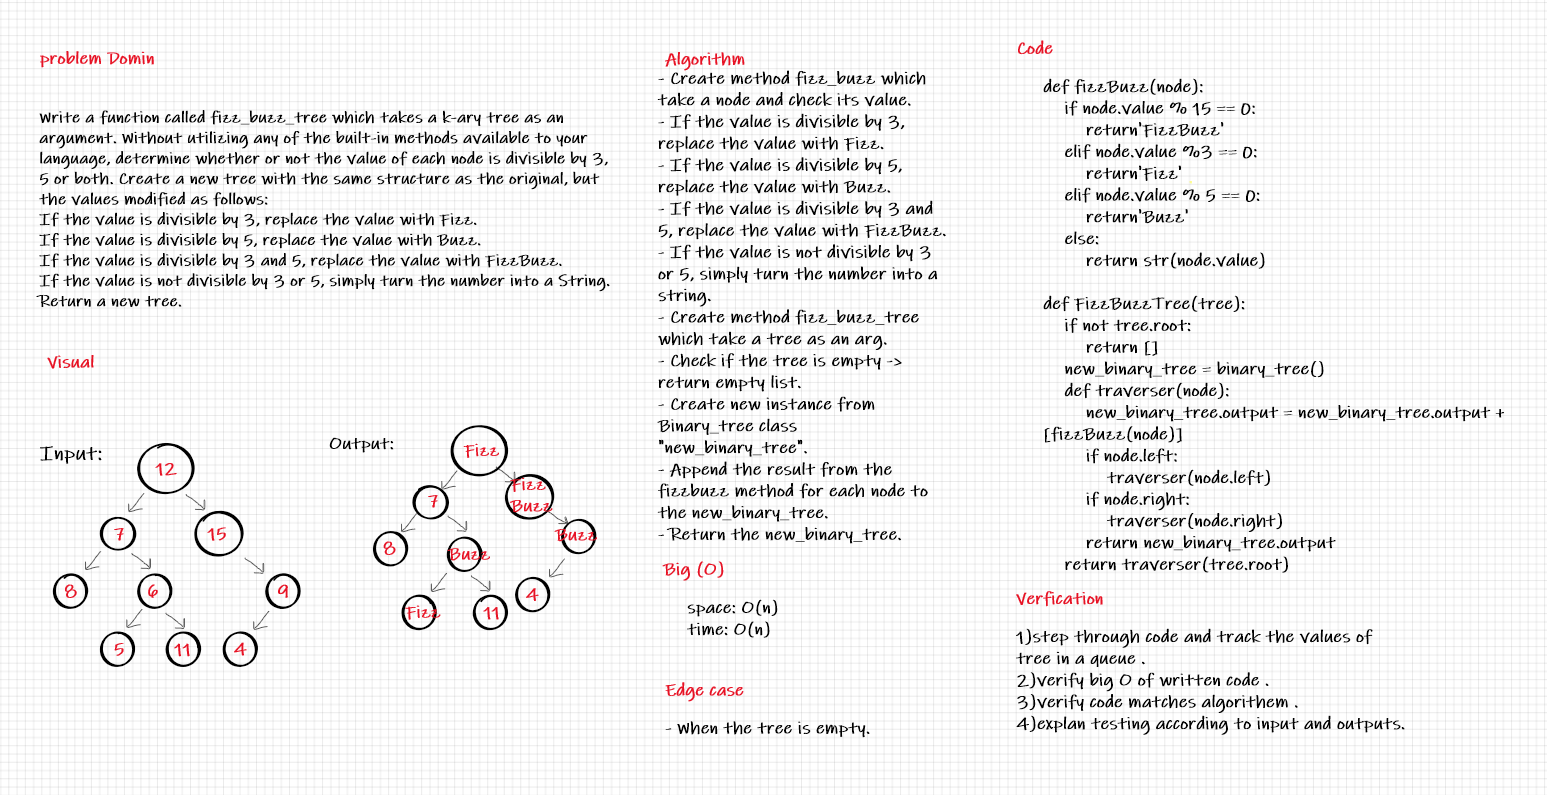 problem Domin
Write a function called fizz_buzz_tree which takes a k-ary tree as an
argument. Without utilizing any of the built-in methods available to your
language, determine whether or not the value of each node is divisible by 3,
5 or both. Create a new tree with the same structure as the original, but
the values modified as follows:
If the value is divisible by 3, replace the value with Fizz.
If the value is divisible by 5, replace the value with Buzz.
If the value is divisible by 3 and 5, replace the value with FizzBuzz.
If the value is not divisible by 3 or 5, simply turn the number into a String.
Return a new tree.
Visual
Input:
12
7
15
8
6
9
5
11
4
Output:
Fizz
7
Fizz
Buzz
8
Buzz
Buzz
Fizz
11
4
Algorithm
- Create method fizz_buzz which
take a node and check its value.
- If the value is divisible by 3,
replace the value with Fizz.
- If the value is divisible by 5,
replace the value with Buzz.
- If the value is divisible by 3 and
5, replace the value with FizzBuzz.
- If the value is not divisible by 3
or 5, simply turn the number into a
string.
- Create method fizz_buzz_tree
which take a tree as an arg.
- Check if the tree is empty ->
return empty list.
- Create new instance from
Binary_tree class
"new_binary_tree".
- Append the result from the
fizzbuzz method for each node to
the new_binary_tree.
- Return the new_binary_tree.
Big (O)
space: O(n)
time: O(n)
Edge case
- When the tree is empty.
Code
def fizzBuzz(node):
if node.value % 15 == 0:
return'FizzBuzz'
elif node.value %3 == 0:
return'Fizz'
elif node.value % 5 == 0:
return'Buzz'
else:
return str(node.value)
def FizzBuzzTree(tree):
if not tree.root:
return []
new_binary_tree = binary_tree()
def traverser(node):
new_binary_tree.output = new_binary_tree.output +
[fizzBuzz(node)]
if node.left:
traverser(node.left)
if node.right:
traverser(node.right)
return new_binary_tree.output
return traverser(tree.root)
Verfication
1)step through code and track the values of
tree in a queue .
2)verify big O of written code .
3)verify code matches algorithem .
4)explan testing according to input and outputs.